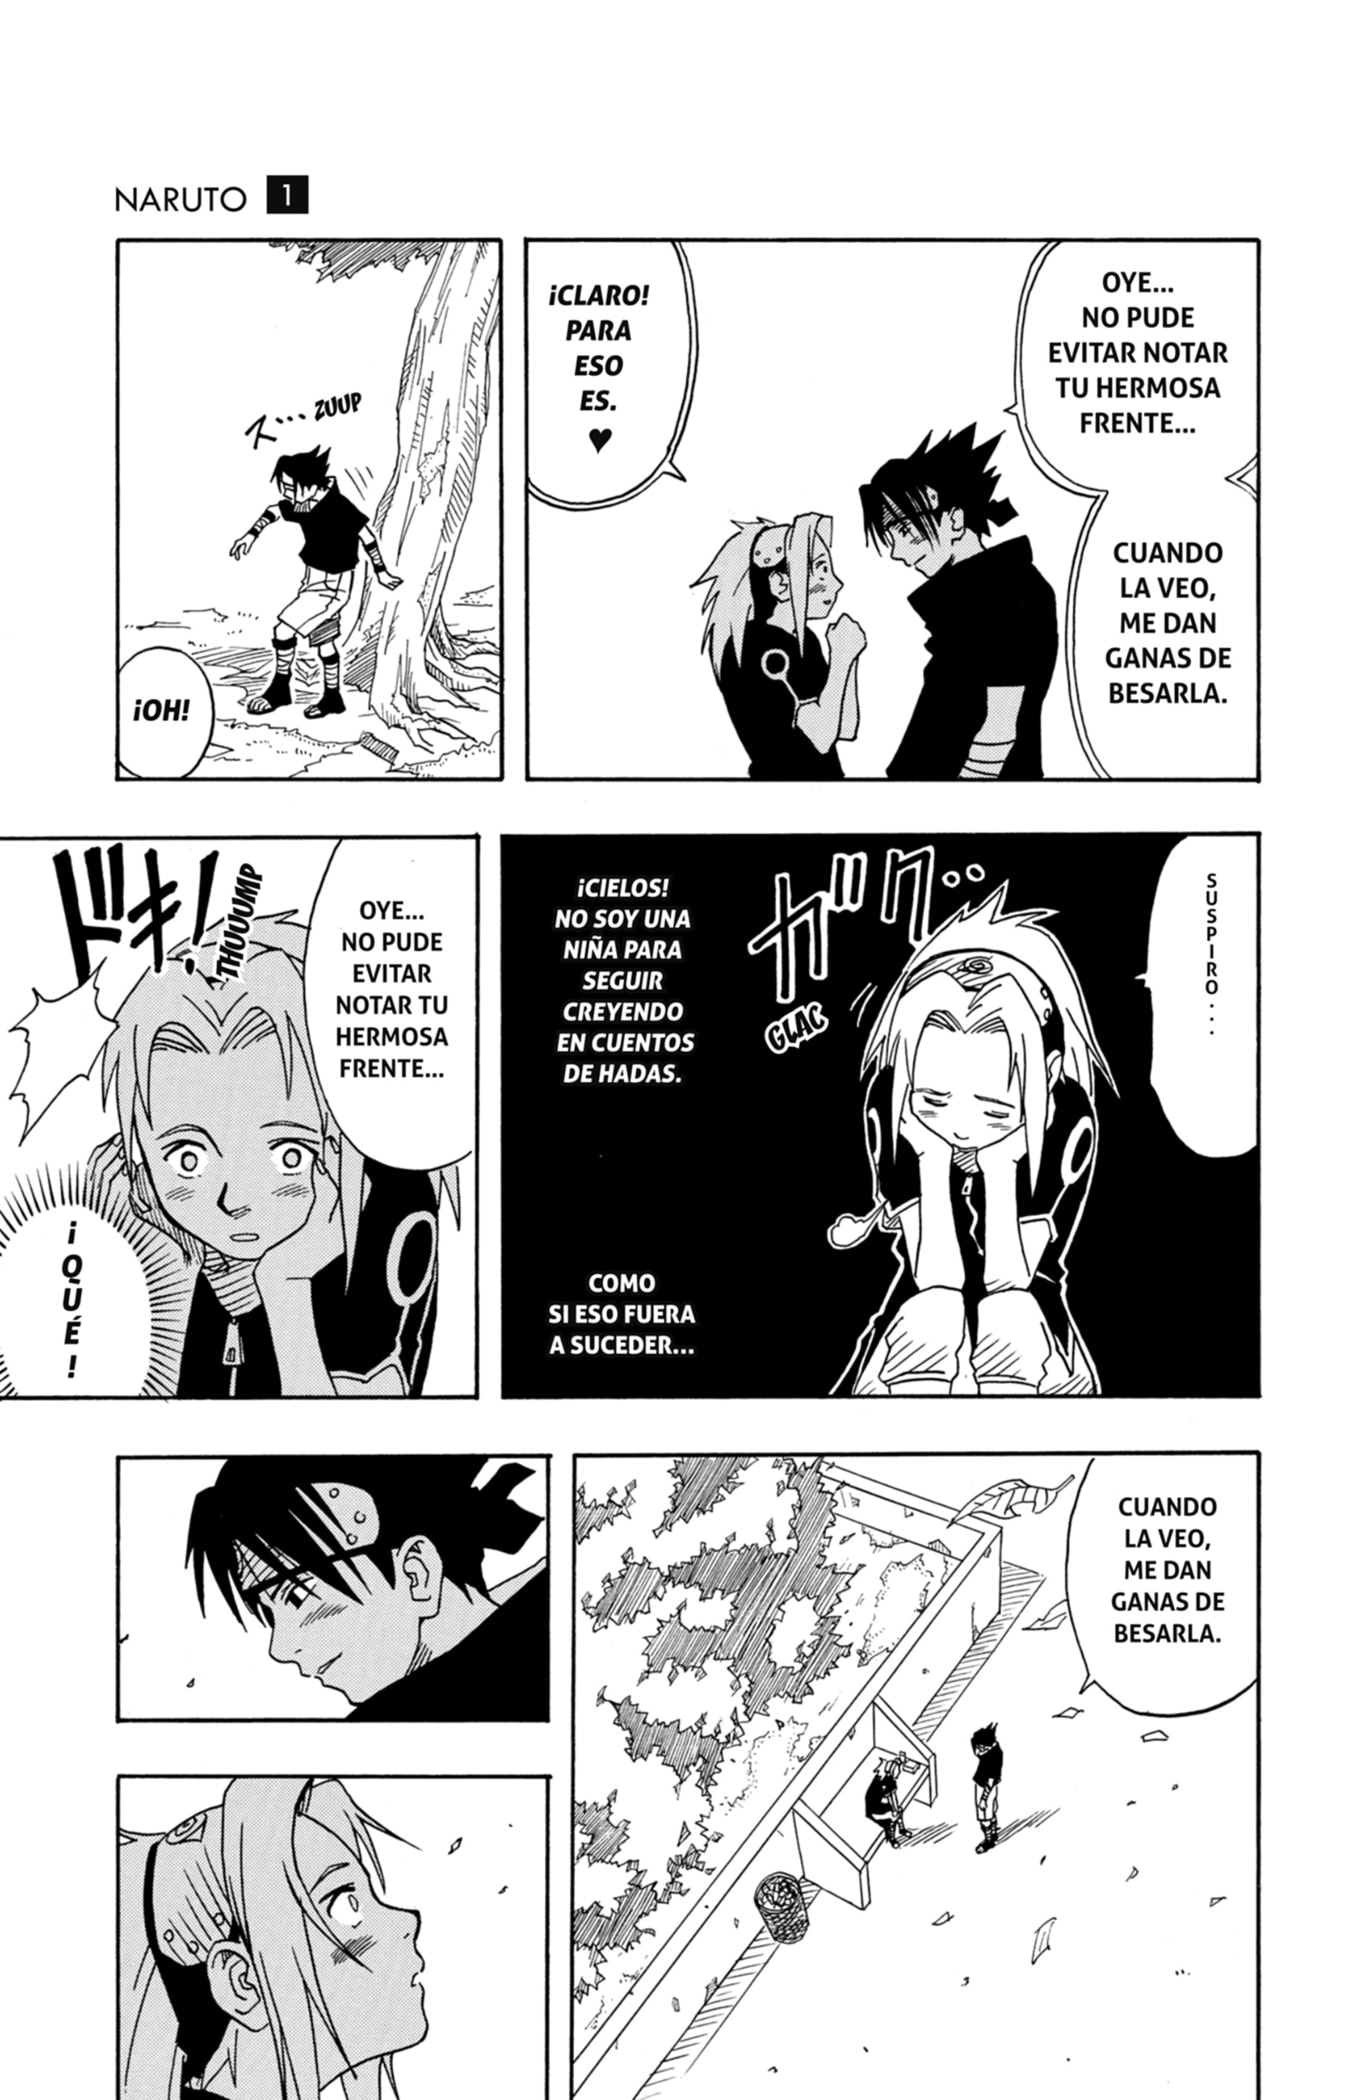 NARUTO 1
OYE...
NO PUDE
EVITAR NOTAR
TU HERMOSA
FRENTE...
CUANDO
LA VEO,
ME DAN
GANAS DE
BESARLA.
¡CLARO!
PARA
ESO
ES.
♥
ス… ZUUP
¡OH!
SUSPIRO...
ガク…
GLAC
¡CIELOS!
NO SOY UNA
NIÑA PARA
SEGUIR
CREYENDO
EN CUENTOS
DE HADAS.
COMO
SI ESO FUERA
A SUCEDER...
OYE...
NO PUDE
EVITAR
NOTAR TU
HERMOSA
FRENTE...
ドキ!
THUUUMP
¡QUÉ!
CUANDO
LA VEO,
ME DAN
GANAS DE
BESARLA.